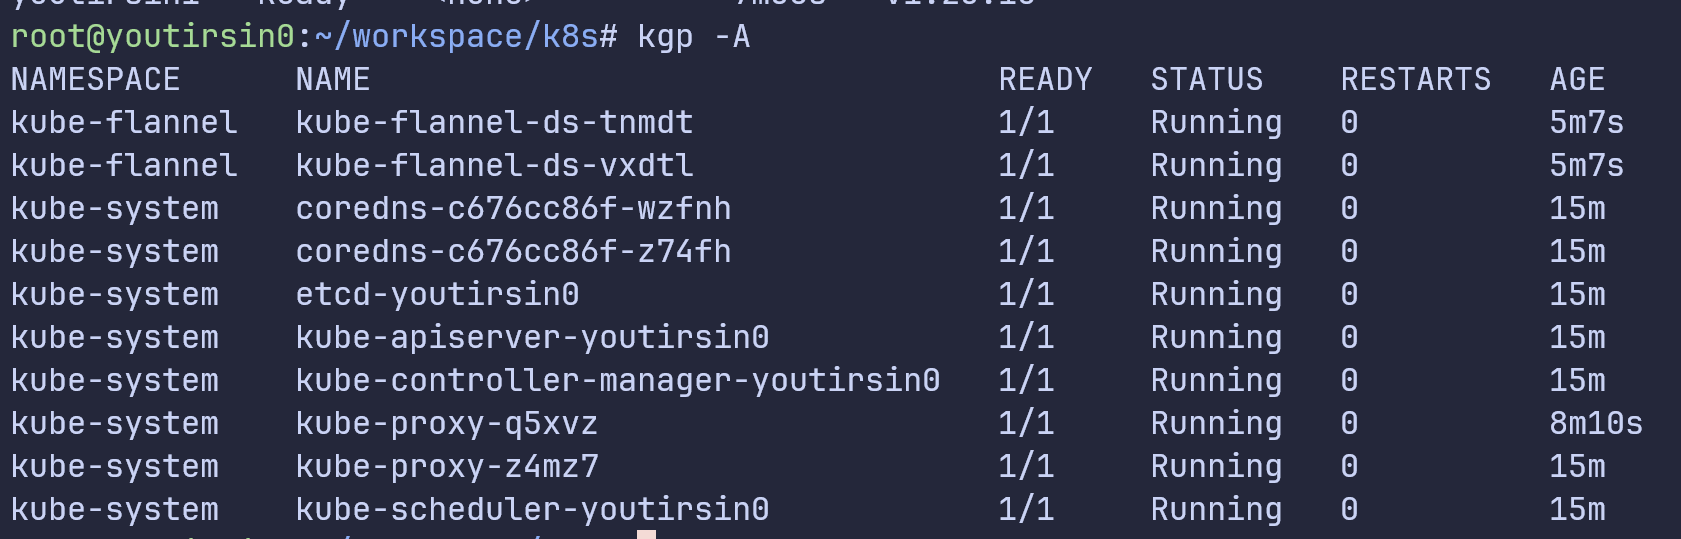 root@youtirsin0:~/workspace/k8s# kgp -A
NAMESPACE      NAME                                 READY   STATUS    RESTARTS   AGE
kube-flannel   kube-flannel-ds-tnmdt                1/1     Running   0          5m7s
kube-flannel   kube-flannel-ds-vxdtl                1/1     Running   0          5m7s
kube-system    coredns-c676cc86f-wzfnh              1/1     Running   0          15m
kube-system    coredns-c676cc86f-z74fh              1/1     Running   0          15m
kube-system    etcd-youtirsin0                      1/1     Running   0          15m
kube-system    kube-apiserver-youtirsin0            1/1     Running   0          15m
kube-system    kube-controller-manager-youtirsin0   1/1     Running   0          15m
kube-system    kube-proxy-q5xvz                     1/1     Running   0          8m10s
kube-system    kube-proxy-z4mz7                     1/1     Running   0          15m
kube-system    kube-scheduler-youtirsin0            1/1     Running   0          15m